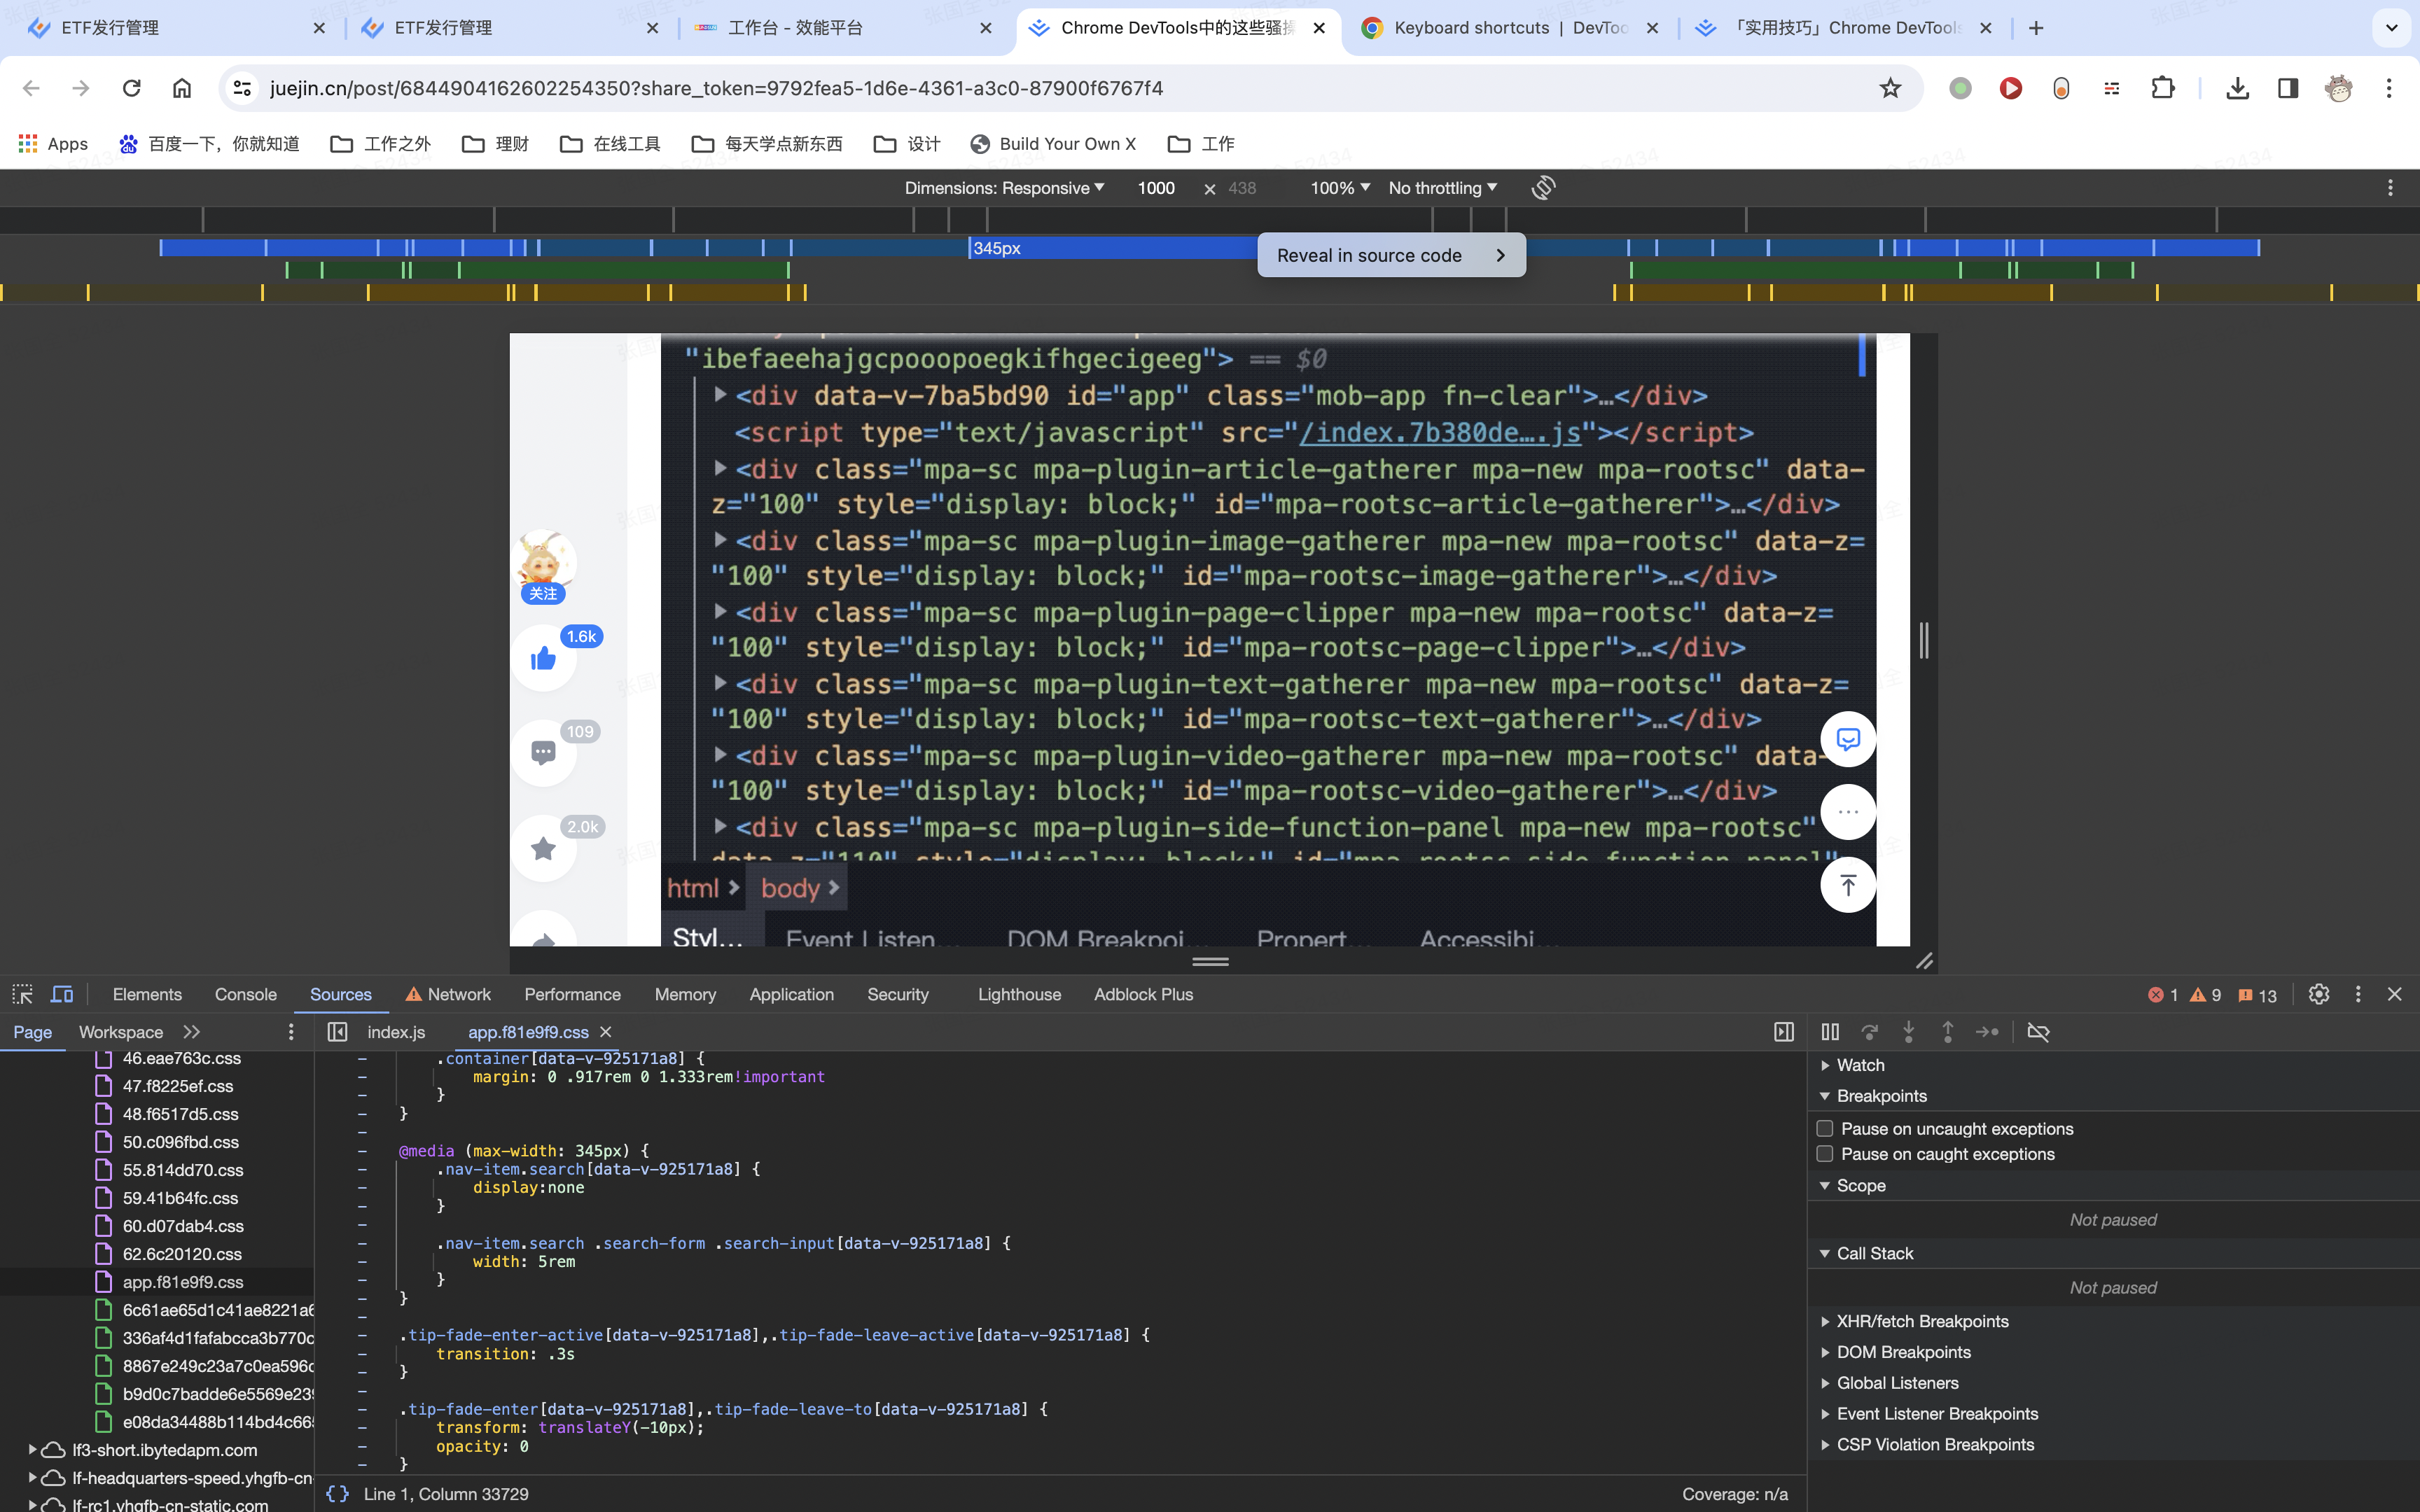 ETF发行管理
ETF发行管理
工作台 - 效能平台
Chrome DevTools中的这些骚操
Keyboard shortcuts | DevToo
「实用技巧」Chrome DevTools
juejin.cn/post/6844904162602254350?share_token=9792fea5-1d6e-4361-a3c0-87900f6767f4
Apps
百度一下，你就知道
工作之外
理财
在线工具
每天学点新东西
设计
Build Your Own X
工作
Dimensions: Responsive
1000 × 438
100%
No throttling
345px
Reveal in source code
"ibefaeehajgcpooopoegkifhgecigeeg"> == $0
<div data-v-7ba5bd90 id="app" class="mob-app fn-clear">…</div>
<script type="text/javascript" src="/index.7b380de….js"></script>
<div class="mpa-sc mpa-plugin-article-gatherer mpa-new mpa-rootsc" data-
z="100" style="display: block;" id="mpa-rootsc-article-gatherer">…</div>
<div class="mpa-sc mpa-plugin-image-gatherer mpa-new mpa-rootsc" data-z=
"100" style="display: block;" id="mpa-rootsc-image-gatherer">…</div>
<div class="mpa-sc mpa-plugin-page-clipper mpa-new mpa-rootsc" data-z=
"100" style="display: block;" id="mpa-rootsc-page-clipper">…</div>
<div class="mpa-sc mpa-plugin-text-gatherer mpa-new mpa-rootsc" data-z=
"100" style="display: block;" id="mpa-rootsc-text-gatherer">…</div>
<div class="mpa-sc mpa-plugin-video-gatherer mpa-new mpa-rootsc" data-
"100" style="display: block;" id="mpa-rootsc-video-gatherer">…</div>
<div class="mpa-sc mpa-plugin-side-function-panel mpa-new mpa-rootsc"
data-z="110" style="display: block;" id="mpa-rootsc-side-function-panel"
关注
1.6k
109
2.0k
html
body
Styl…
Event Listen…
DOM Breakpoi…
Propert…
Accessibi…
Elements
Console
Sources
Network
Performance
Memory
Application
Security
Lighthouse
Adblock Plus
1
9
13
Page
Workspace
index.js
app.f81e9f9.css
46.eae763c.css
47.f8225ef.css
48.f6517d5.css
50.c096fbd.css
55.814dd70.css
59.41b64fc.css
60.d07dab4.css
62.6c20120.css
app.f81e9f9.css
6c61ae65d1c41ae8221a6
336af4d1fafabcca3b770c
8867e249c23a7c0ea596c
b9d0c7badde6e5569e239
e08da34488b114bd4c665
lf3-short.ibytedapm.com
lf-headquarters-speed.yhgfb-cn-
lf-rc1.yhgfb-cn-static.com
.container[data-v-925171a8] {
margin: 0 .917rem 0 1.333rem!important
}
}
@media (max-width: 345px) {
.nav-item.search[data-v-925171a8] {
display:none
}
.nav-item.search .search-form .search-input[data-v-925171a8] {
width: 5rem
}
}
.tip-fade-enter-active[data-v-925171a8],.tip-fade-leave-active[data-v-925171a8] {
transition: .3s
}
.tip-fade-enter[data-v-925171a8],.tip-fade-leave-to[data-v-925171a8] {
transform: translateY(-10px);
opacity: 0
}
{} Line 1, Column 33729
Coverage: n/a
Watch
Breakpoints
Pause on uncaught exceptions
Pause on caught exceptions
Scope
Not paused
Call Stack
Not paused
XHR/fetch Breakpoints
DOM Breakpoints
Global Listeners
Event Listener Breakpoints
CSP Violation Breakpoints